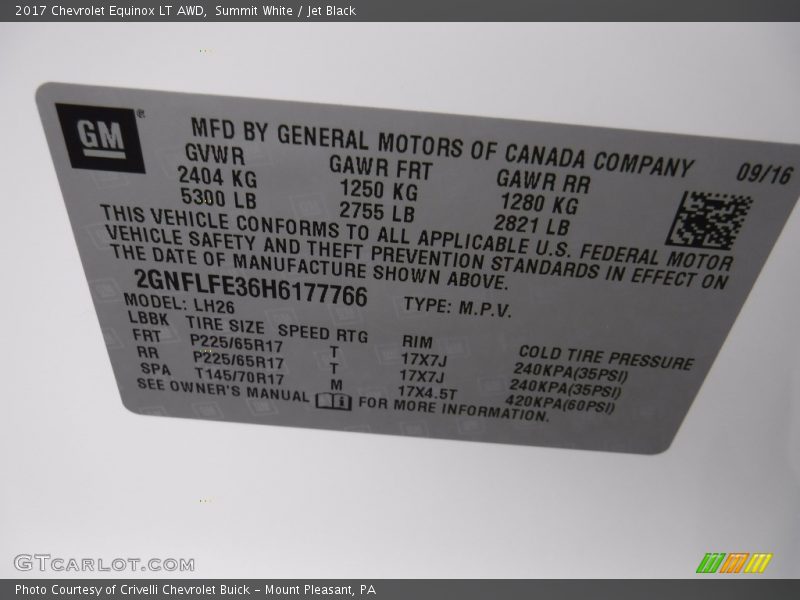 2017 Chevrolet Equinox LT AWD,  Summit White / Jet Black
GM®
MFD BY GENERAL MOTORS OF CANADA COMPANY 09/16
GVWR GAWR FRT GAWR RR
2404 KG 1250 KG 1280 KG
5300 LB 2755 LB 2821 LB
THIS VEHICLE CONFORMS TO ALL APPLICABLE U.S. FEDERAL MOTOR
VEHICLE SAFETY AND THEFT PREVENTION STANDARDS IN EFFECT ON
THE DATE OF MANUFACTURE SHOWN ABOVE.
2GNFLFE36H6177766 TYPE: M.P.V.
MODEL: LH26
LBBK TIRE SIZE SPEED RTG RIM COLD TIRE PRESSURE
FRT P225/65R17 T 17X7J 240KPA(35PSI)
RR P225/65R17 T 17X7J 240KPA(35PSI)
SPA T145/70R17 M 17X4.5T 420KPA(60PSI)
SEE OWNER'S MANUAL FOR MORE INFORMATION.
GTCARLOT.COM
Photo Courtesy of Crivelli Chevrolet Buick - Mount Pleasant, PA